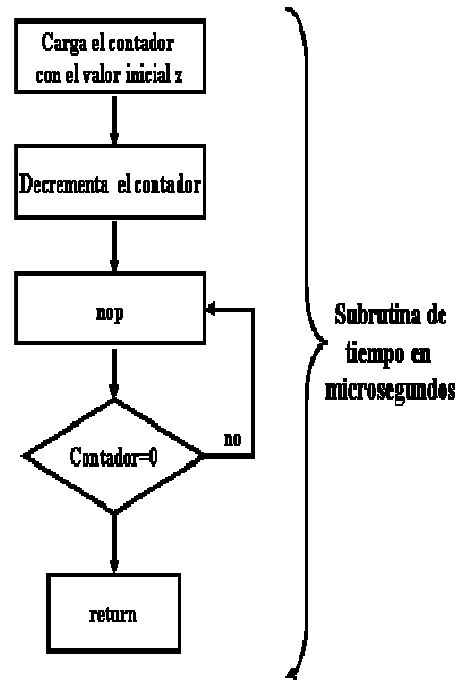 Carga el contador
con el valor inicial z
Decrementa el contador
nop
Subrutina de
tiempo en
microsegundos
no
Contador=0
return